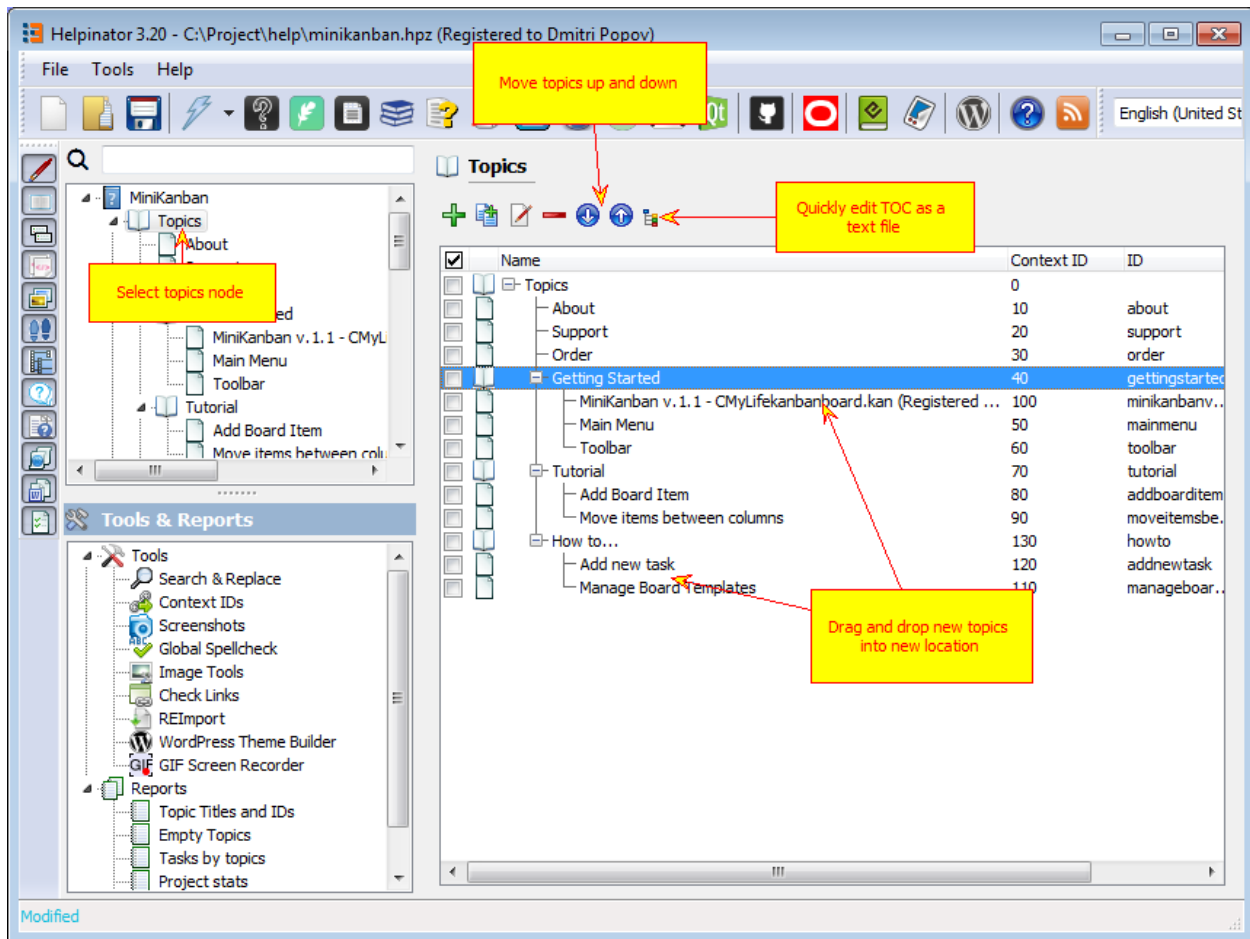 Helpinator 3.20 - C:\Project\help\minikanban.hpz (Registered to Dmitri Popov)
File Tools Help
Move topics up and down
English (United St
Topics
Quickly edit TOC as a
text file
MiniKanban
Topics
About
Select topics node
ed
MiniKanban v.1.1 - CMyL
Main Menu
Toolbar
Tutorial
Add Board Item
Move items between colu
Name Context ID ID
Topics 0
About 10 about
Support 20 support
Order 30 order
Getting Started 40 gettingstarted
MiniKanban v.1.1 - CMyLifekanbanboard.kan (Registered ... 100 minikanbanv..
Main Menu 50 mainmenu
Toolbar 60 toolbar
Tutorial 70 tutorial
Add Board Item 80 addboarditem
Move items between columns 90 moveitemsbe.
How to... 130 howto
Add new task 120 addnewtask
Manage Board Templates 110 manageboar..
Drag and drop new topics
into new location
Tools & Reports
Tools
Search & Replace
Context IDs
Screenshots
ABC
Global Spellcheck
Image Tools
Check Links
REImport
WordPress Theme Builder
GIF GIF Screen Recorder
Reports
Topic Titles and IDs
Empty Topics
Tasks by topics
Project stats
Modified